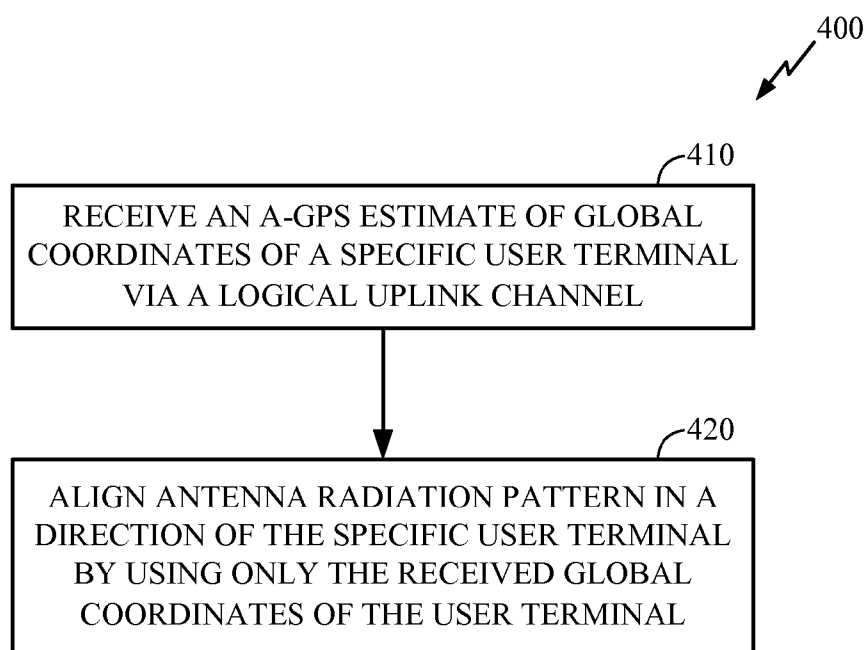 400
410
RECEIVE AN A-GPS ESTIMATE OF GLOBAL
COORDINATES OF A SPECIFIC USER TERMINAL
VIA A LOGICAL UPLINK CHANNEL
420
ALIGN ANTENNA RADIATION PATTERN IN A
DIRECTION OF THE SPECIFIC USER TERMINAL
BY USING ONLY THE RECEIVED GLOBAL
COORDINATES OF THE USER TERMINAL